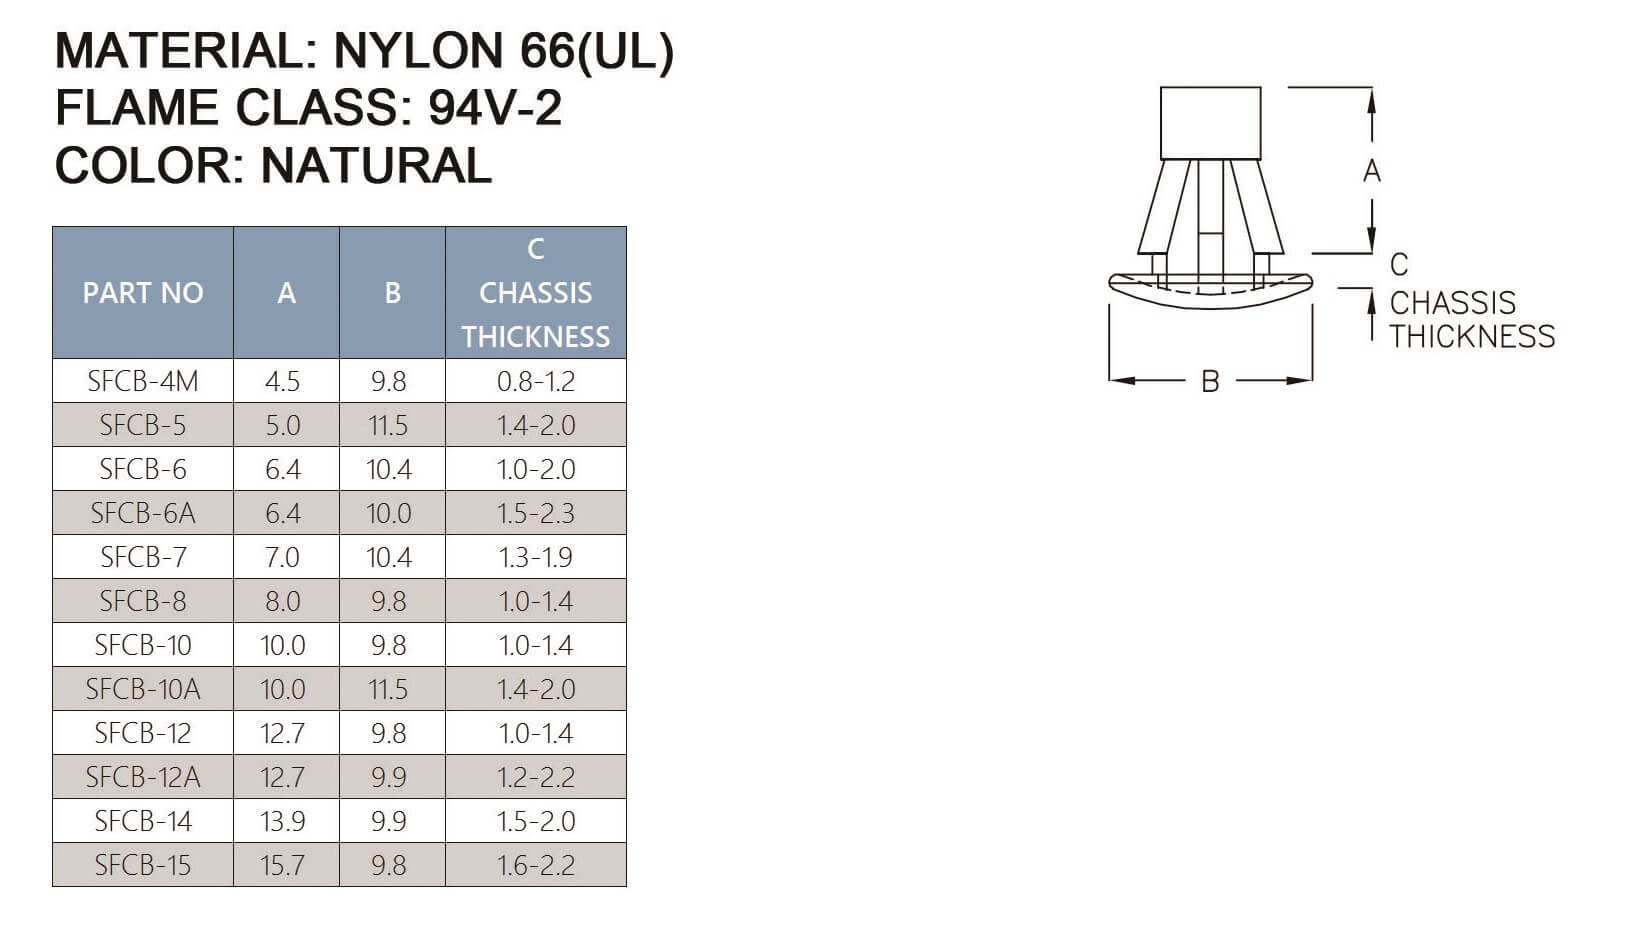 MATERIAL: NYLON 66(UL)
FLAME CLASS: 94V-2
COLOR: NATURAL
PART NO A B C CHASSIS THICKNESS
SFCB-4M 4.5 9.8 0.8-1.2
SFCB-5 5.0 11.5 1.4-2.0
SFCB-6 6.4 10.4 1.0-2.0
SFCB-6A 6.4 10.0 1.5-2.3
SFCB-7 7.0 10.4 1.3-1.9
SFCB-8 8.0 9.8 1.0-1.4
SFCB-10 10.0 9.8 1.0-1.4
SFCB-10A 10.0 11.5 1.4-2.0
SFCB-12 12.7 9.8 1.0-1.4
SFCB-12A 12.7 9.9 1.2-2.2
SFCB-14 13.9 9.9 1.5-2.0
SFCB-15 15.7 9.8 1.6-2.2
A
C
CHASSIS
THICKNESS
B